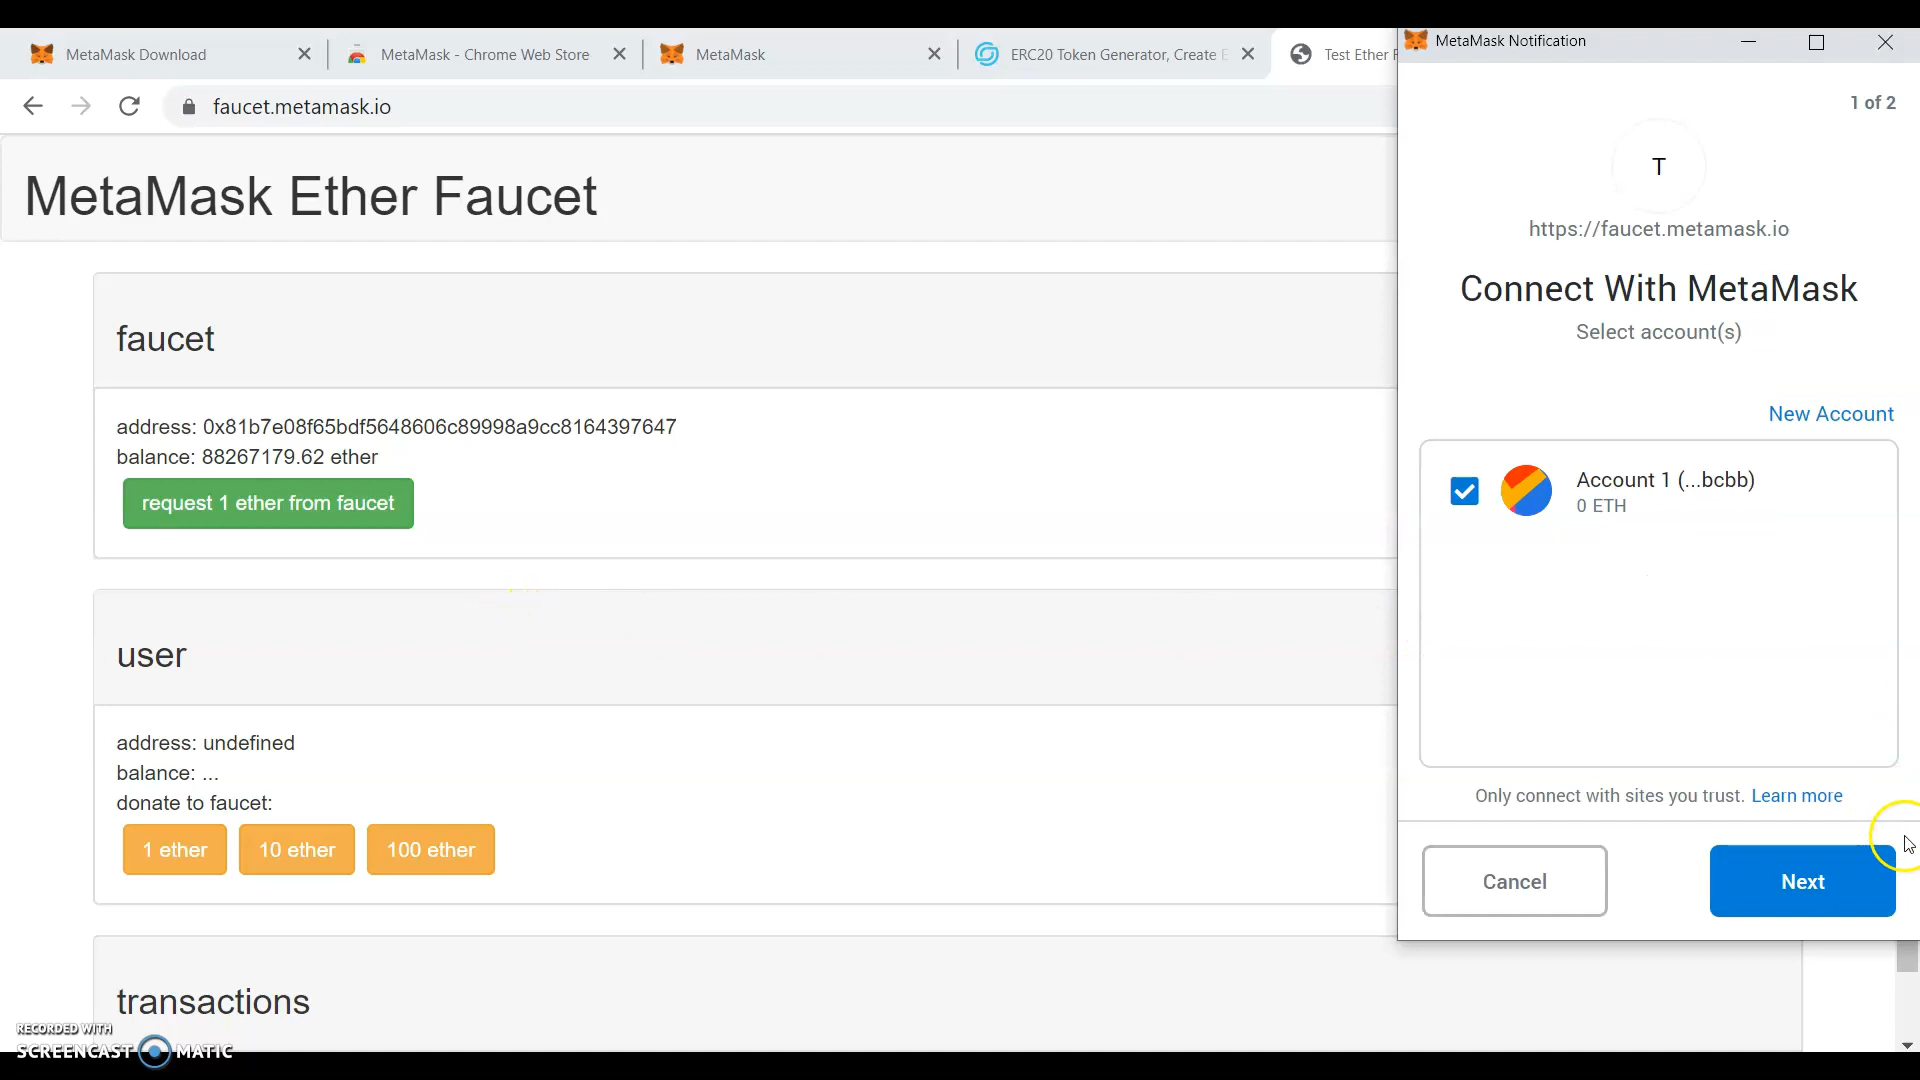 MetaMask Download
MetaMask - Chrome Web Store
MetaMask
ERC20 Token Generator, Create E
Test Ether F
faucet.metamask.io
MetaMask Ether Faucet
faucet
address: 0x81b7e08f65bdf5648606c89998a9cc8164397647
balance: 88267179.62 ether
request 1 ether from faucet
user
address: undefined
balance: ...
donate to faucet:
1 ether
10 ether
100 ether
transactions
RECORDED WITH
SCREENCAST MATIC
MetaMask Notification
1 of 2
T
https://faucet.metamask.io
Connect With MetaMask
Select account(s)
New Account
Account 1 (...bcbb)
0 ETH
Only connect with sites you trust. Learn more
Cancel
Next